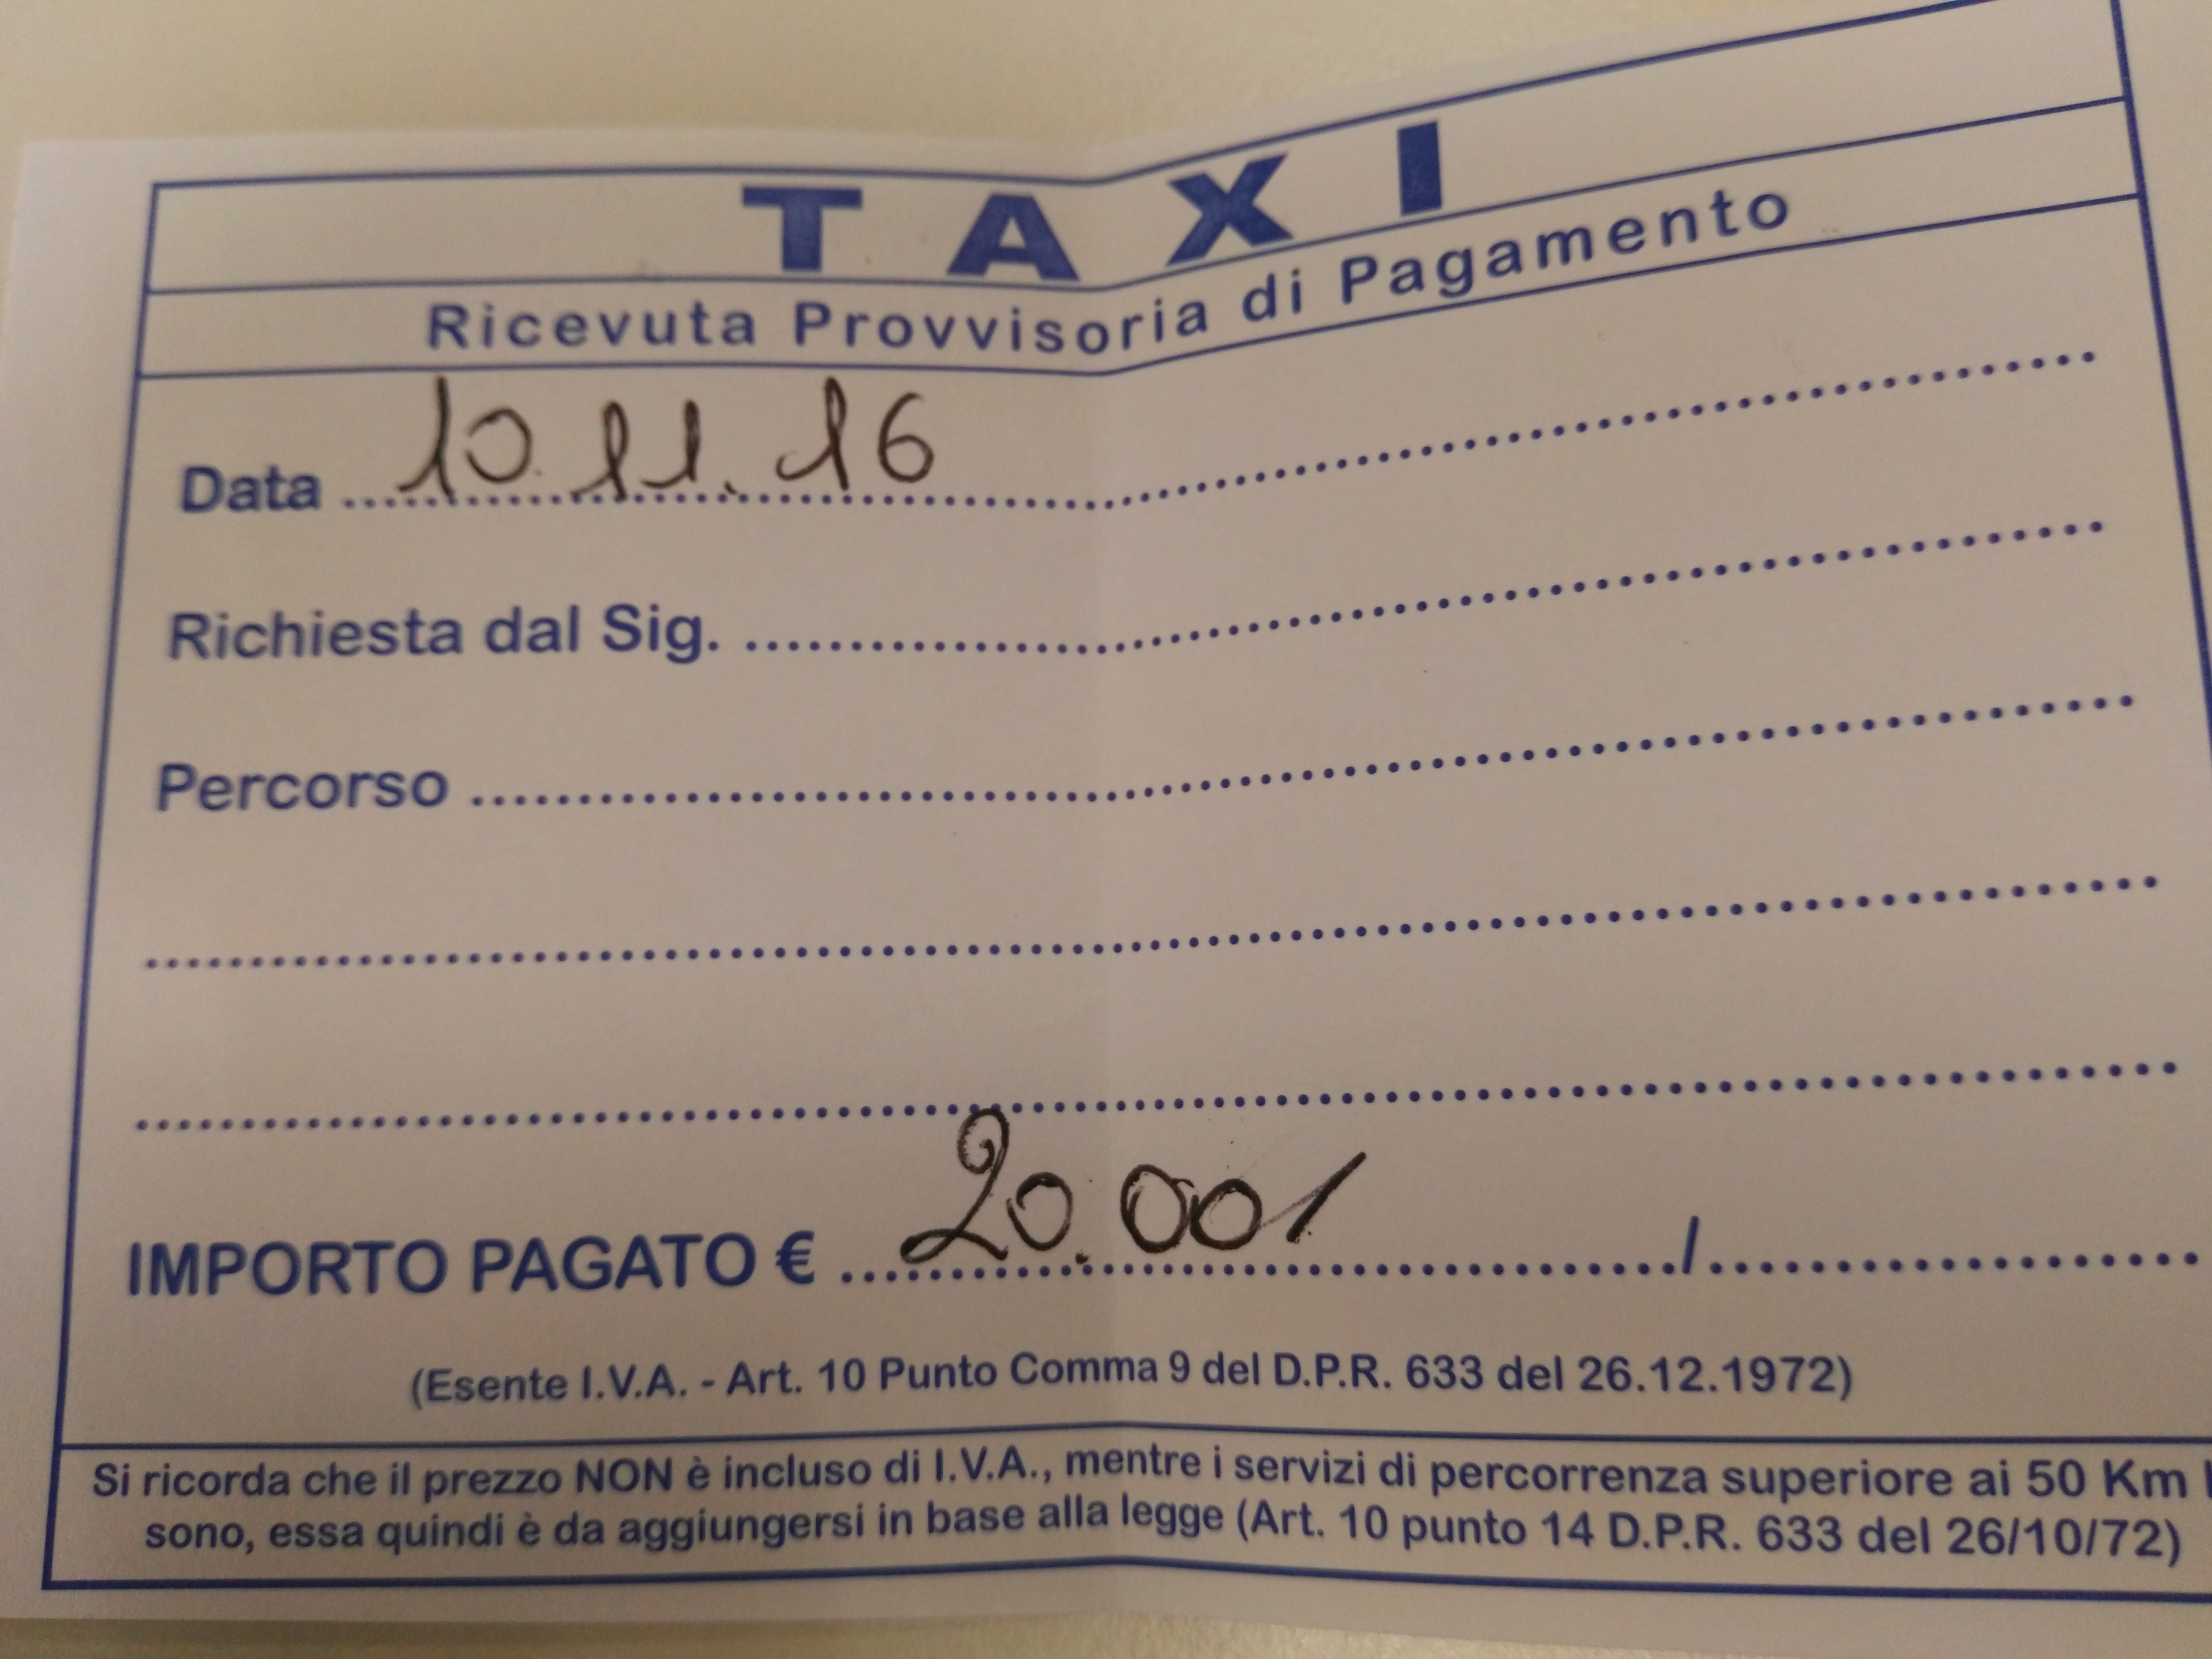 TAXI
Ricevuta Provvisoria di Pagamento
Data 10.11.16
Richiesta dal Sig.
Percorso
IMPORTO PAGATO € 20.00/ /
(Esente I.V.A. - Art. 10 Punto Comma 9 del D.P.R. 633 del 26.12.1972)
Si ricorda che il prezzo NON è incluso di I.V.A., mentre i servizi di percorrenza superiore ai 50 Km
sono, essa quindi è da aggiungersi in base alla legge (Art. 10 punto 14 D.P.R. 633 del 26/10/72)